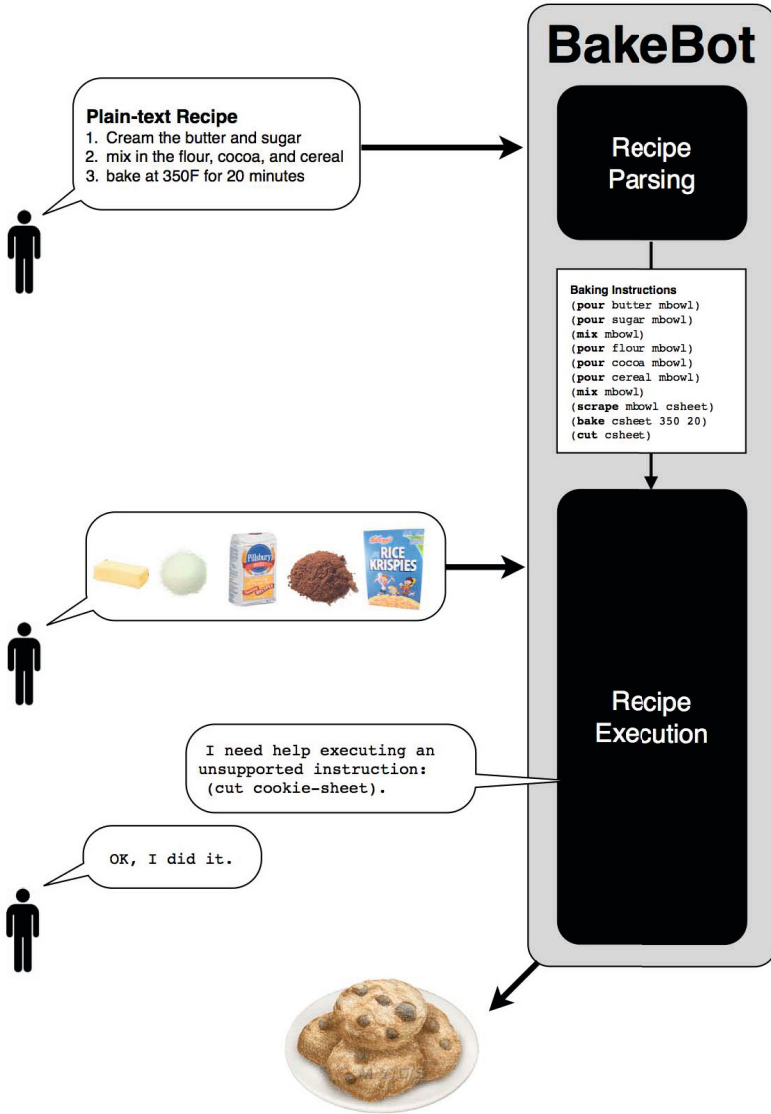 BakeBot
Plain-text Recipe
1. Cream the butter and sugar
2. mix in the flour, cocoa, and cereal
3. bake at 350F for 20 minutes
Recipe
Parsing
Baking Instructions
(pour butter mbowl)
(pour sugar mbowl)
(mix mbowl)
(pour flour mbowl)
(pour cocoa mbowl)
(pour cereal mbowl)
(mix mbowl)
(scrape mbowl csheet)
(bake csheet 350 20)
(cut csheet)
Pillsbury
Kellogg's
RICE
KRISPIES
Recipe
Execution
I need help executing an
unsupported instruction:
(cut cookie-sheet).
OK, I did it.